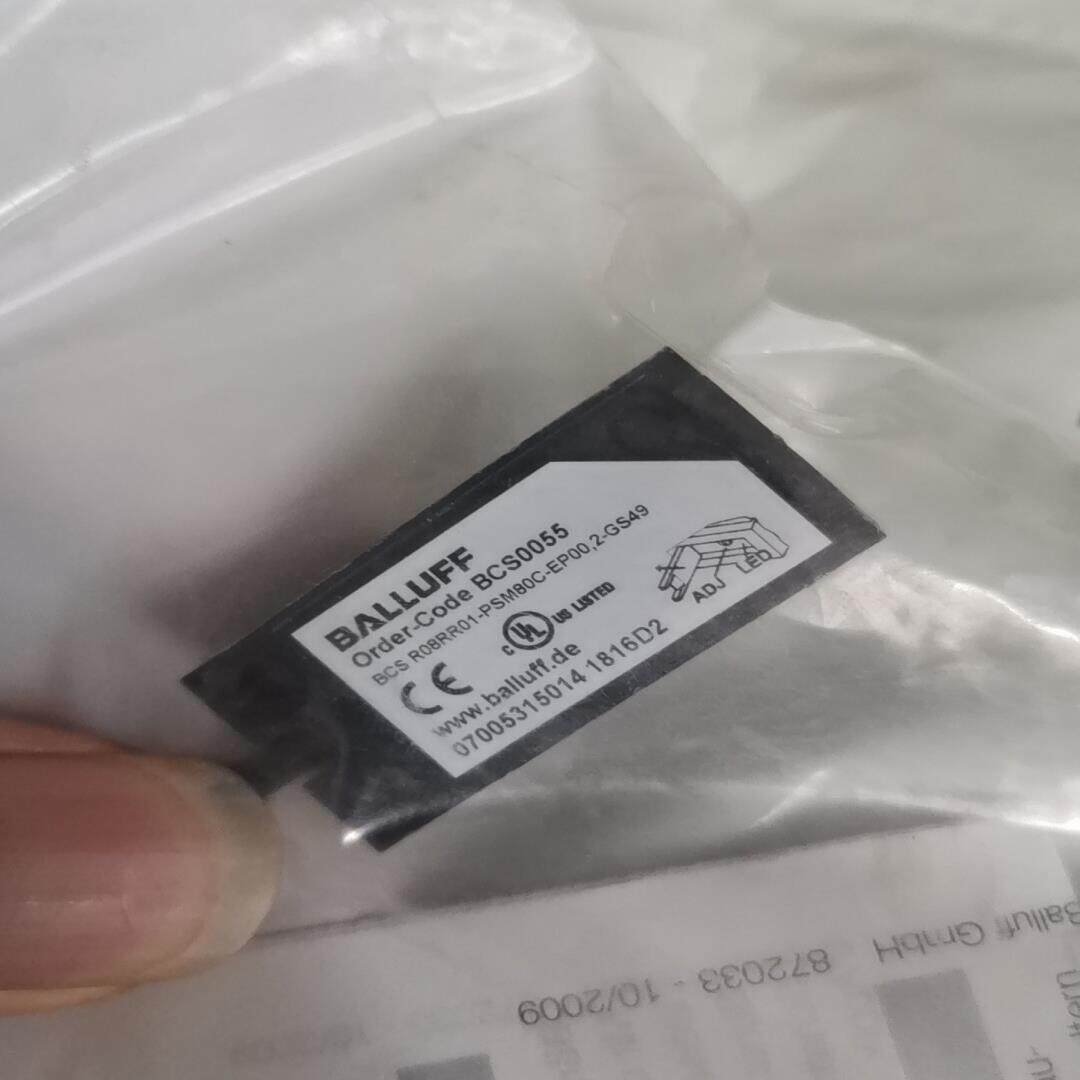 BALLUFF
Order-Code BCS0055
BCS R08RR01-PSM80C-EP00,2-GS49
CE
c UL US LISTED
ADJ LED
www.balluff.de
07005315014 1816D2
Balluff GmbH 872033 - 10/2009